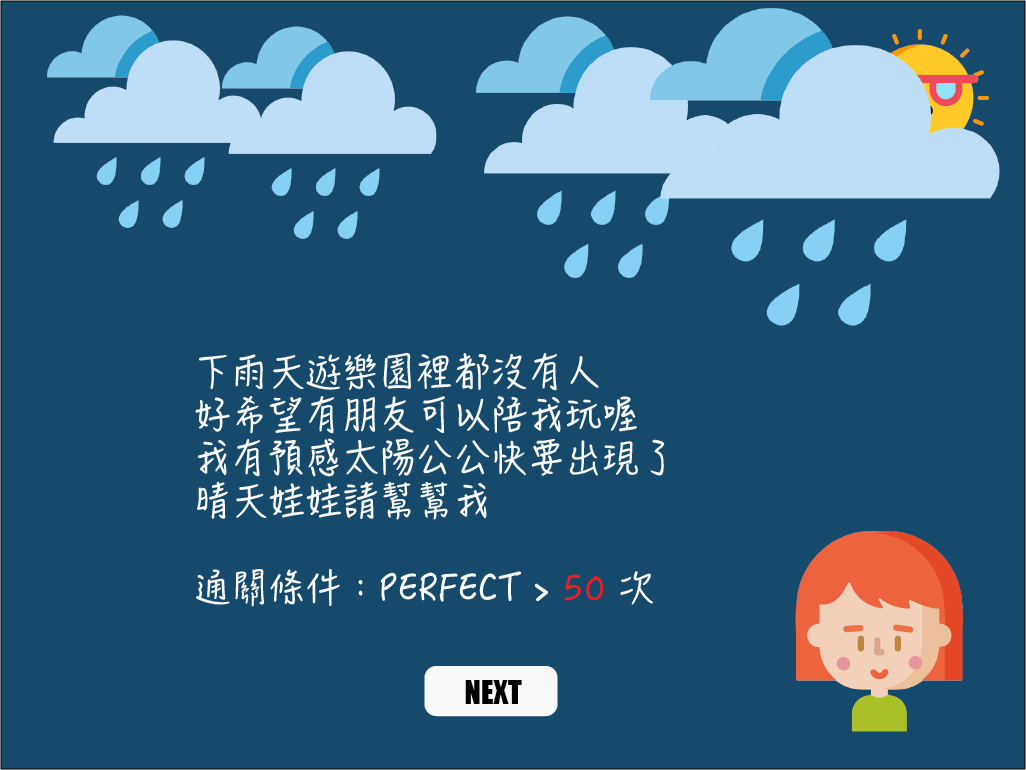 下雨天遊樂園裡都沒有人
好希望有朋友可以陪我玩喔
我有預感太陽公公快要出現了
晴天娃娃請幫幫我
通關條件：PERFECT > 50 次
NEXT